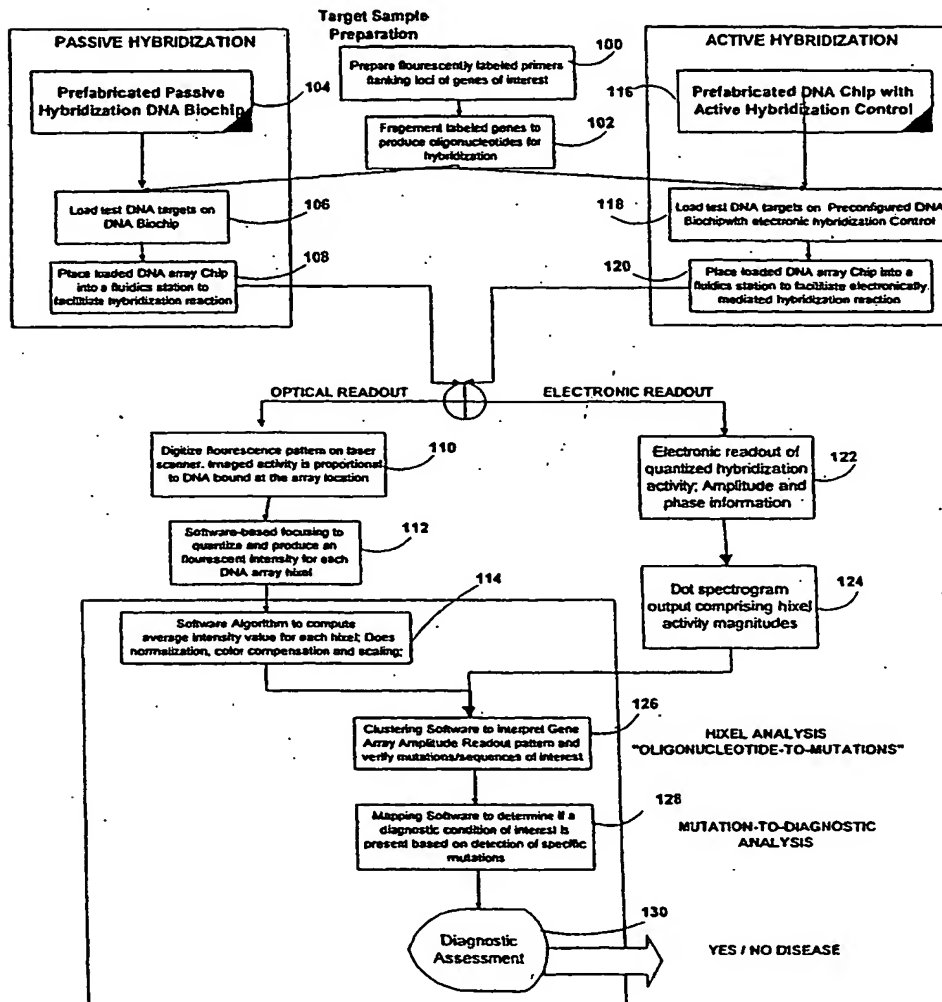 Target Sample
Preparation
PASSIVE HYBRIDIZATION
ACTIVE HYBRIDIZATION
100
Prepare flourescently labeled primers
flanking loci of genes of interest
Prefabricated Passive
Hybridization DNA Biochip
104
116
Prefabricated DNA Chip with
Active Hybridization Control
Fragement labeled genes to
produce oligonucleotides for
hybridization
102
Load test DNA targets on
DNA Biochip
106
118
Load test DNA targets on Preconfigured DNA
Biochipwith electronic hybridization Control
108
Place loaded DNA array Chip
into a fluidics station to
facilitiate hybridization reaction
120
Place loaded DNA array Chip into a
fluidics station to facilitiate electronically.
mediated hybridization reaction
OPTICAL READOUT
ELECTRONIC READOUT
Digitize flourescence pattern on laser
scanner. Imaged activity is proportional
to DNA bound at the array location
110
Electronic readout of
quantized hybridization
activity; Amplitude and
phase information
122
Software-based focusing to
quantize and produce an
flourescent intensity for each
DNA array hixel
112
114
Software Algorithm to compute
average intensity value for each hixel; Does
normalization, color compensation and scaling;
Dot spectrogram
output comprising hixel
activity magnitudes
124
Clustering Software to Interpret Gene
Array Amplitude Readout pattern and
verify mutations/sequences of interest
126
HIXEL ANALYSIS
"OLIGONUCLEOTIDE-TO-MUTATIONS"
Mapping Software to determine if a
diagnostic condition of interest is
present based on detection of specific
mutations
128
MUTATION-TO-DIAGNOSTIC
ANALYSIS
130
Diagnostic
Assessment
YES / NO DISEASE